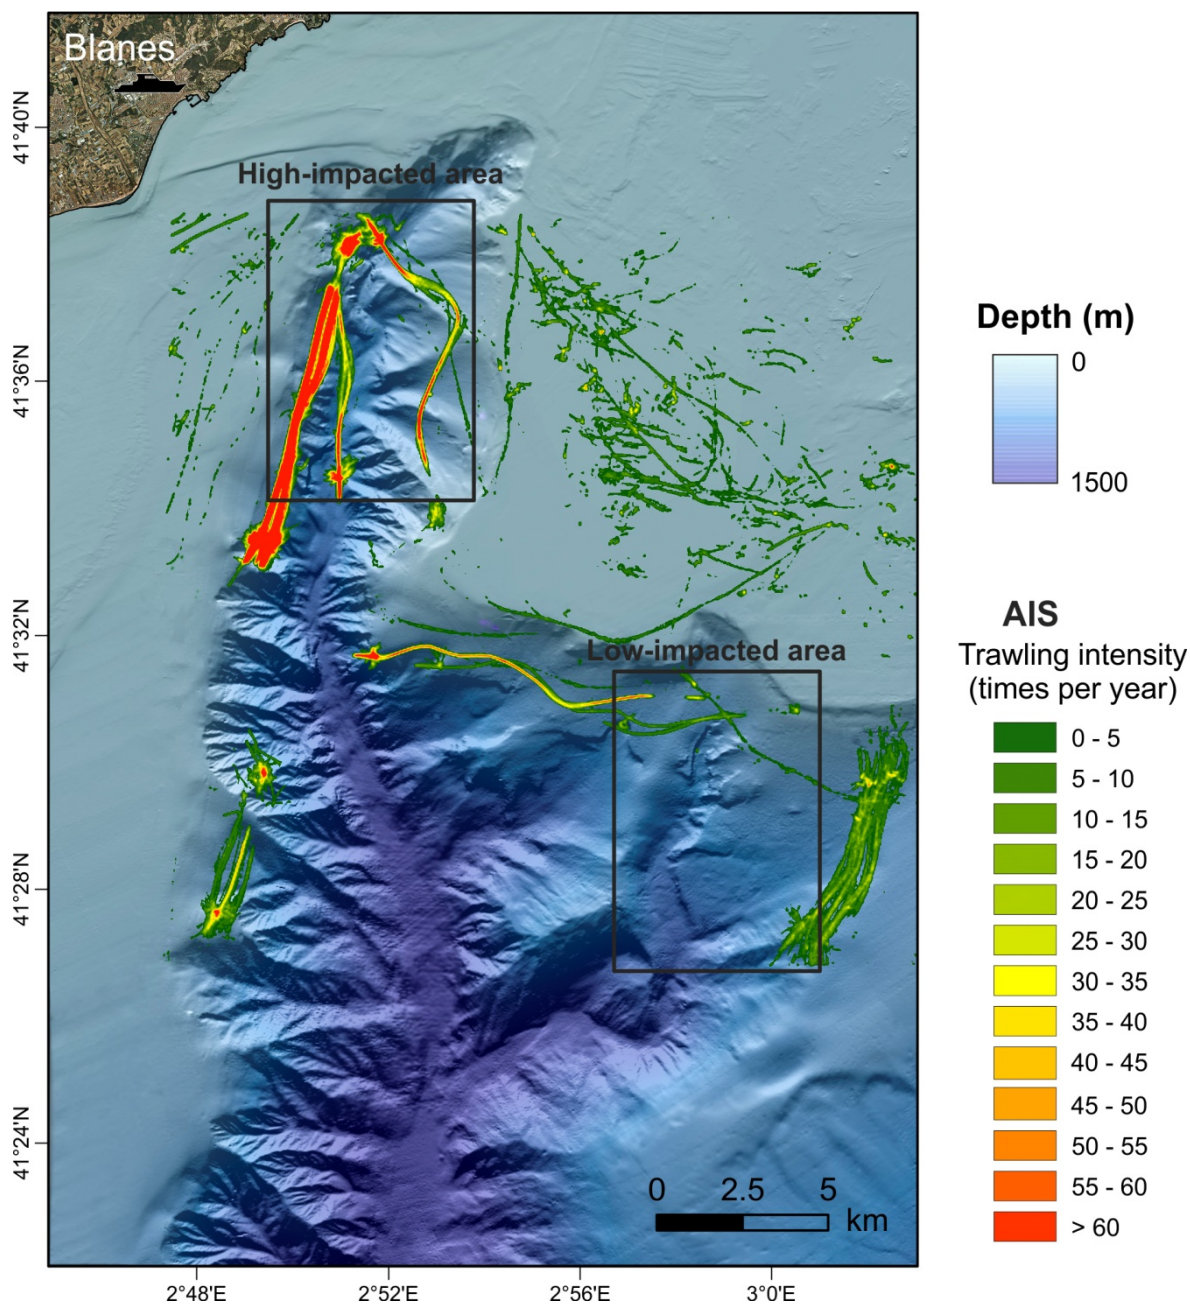 Blanes
High-impacted area
Low-impacted area
41°40'N
41°36'N
41°32'N
41°28'N
41°24'N
2°48'E
2°52'E
2°56'E
3°0'E
0
2.5
5
km
Depth (m)
0
1500
AIS
Trawling intensity
(times per year)
0 - 5
5 - 10
10 - 15
15 - 20
20 - 25
25 - 30
30 - 35
35 - 40
40 - 45
45 - 50
50 - 55
55 - 60
> 60